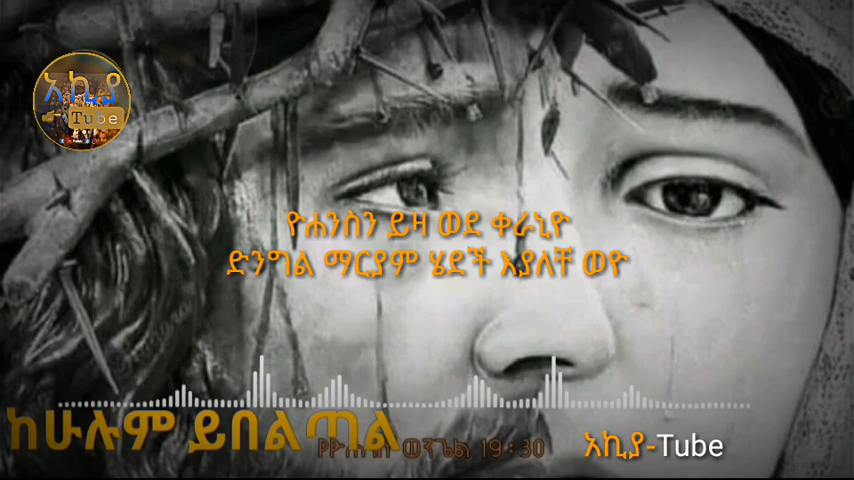 አኪያ
Tube
ዮሐንስን ይዛ ወደ ቀራኒዮ
ድንግል ማርያም ሄደች እያለቸ ወዮ
ከሁሉም ይበልጣል
ወንጌል 19፡30
አኪያ-Tube